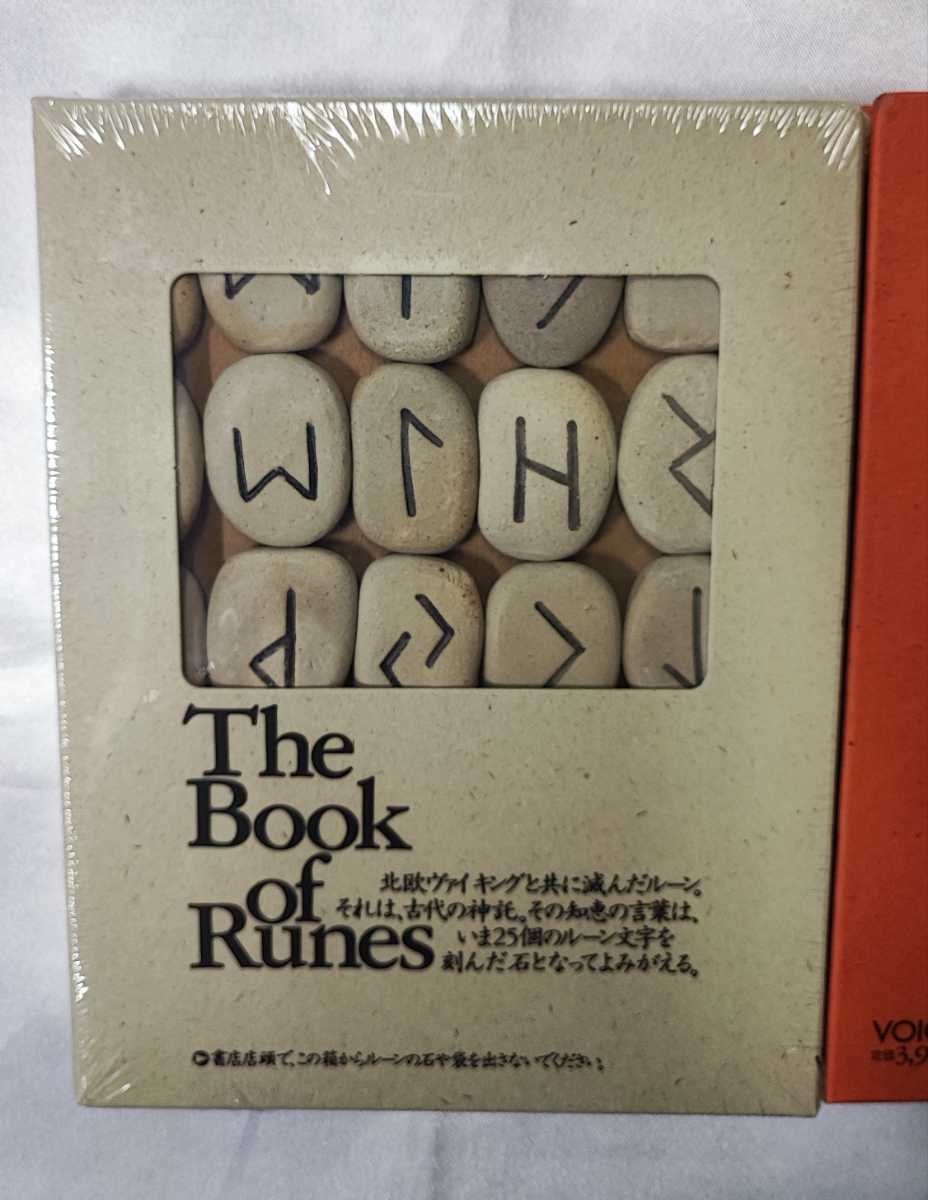 The
Book
of
Runes
北欧ヴァイキングと共に滅んだルーン。
それは、古代の神託。その知恵の言葉は、
いま25個のルーン文字を
刻んだ石となってよみがえる。
書店店頭で、この箱からルーンの石や袋を出さないでください。
VOI
定価3,9